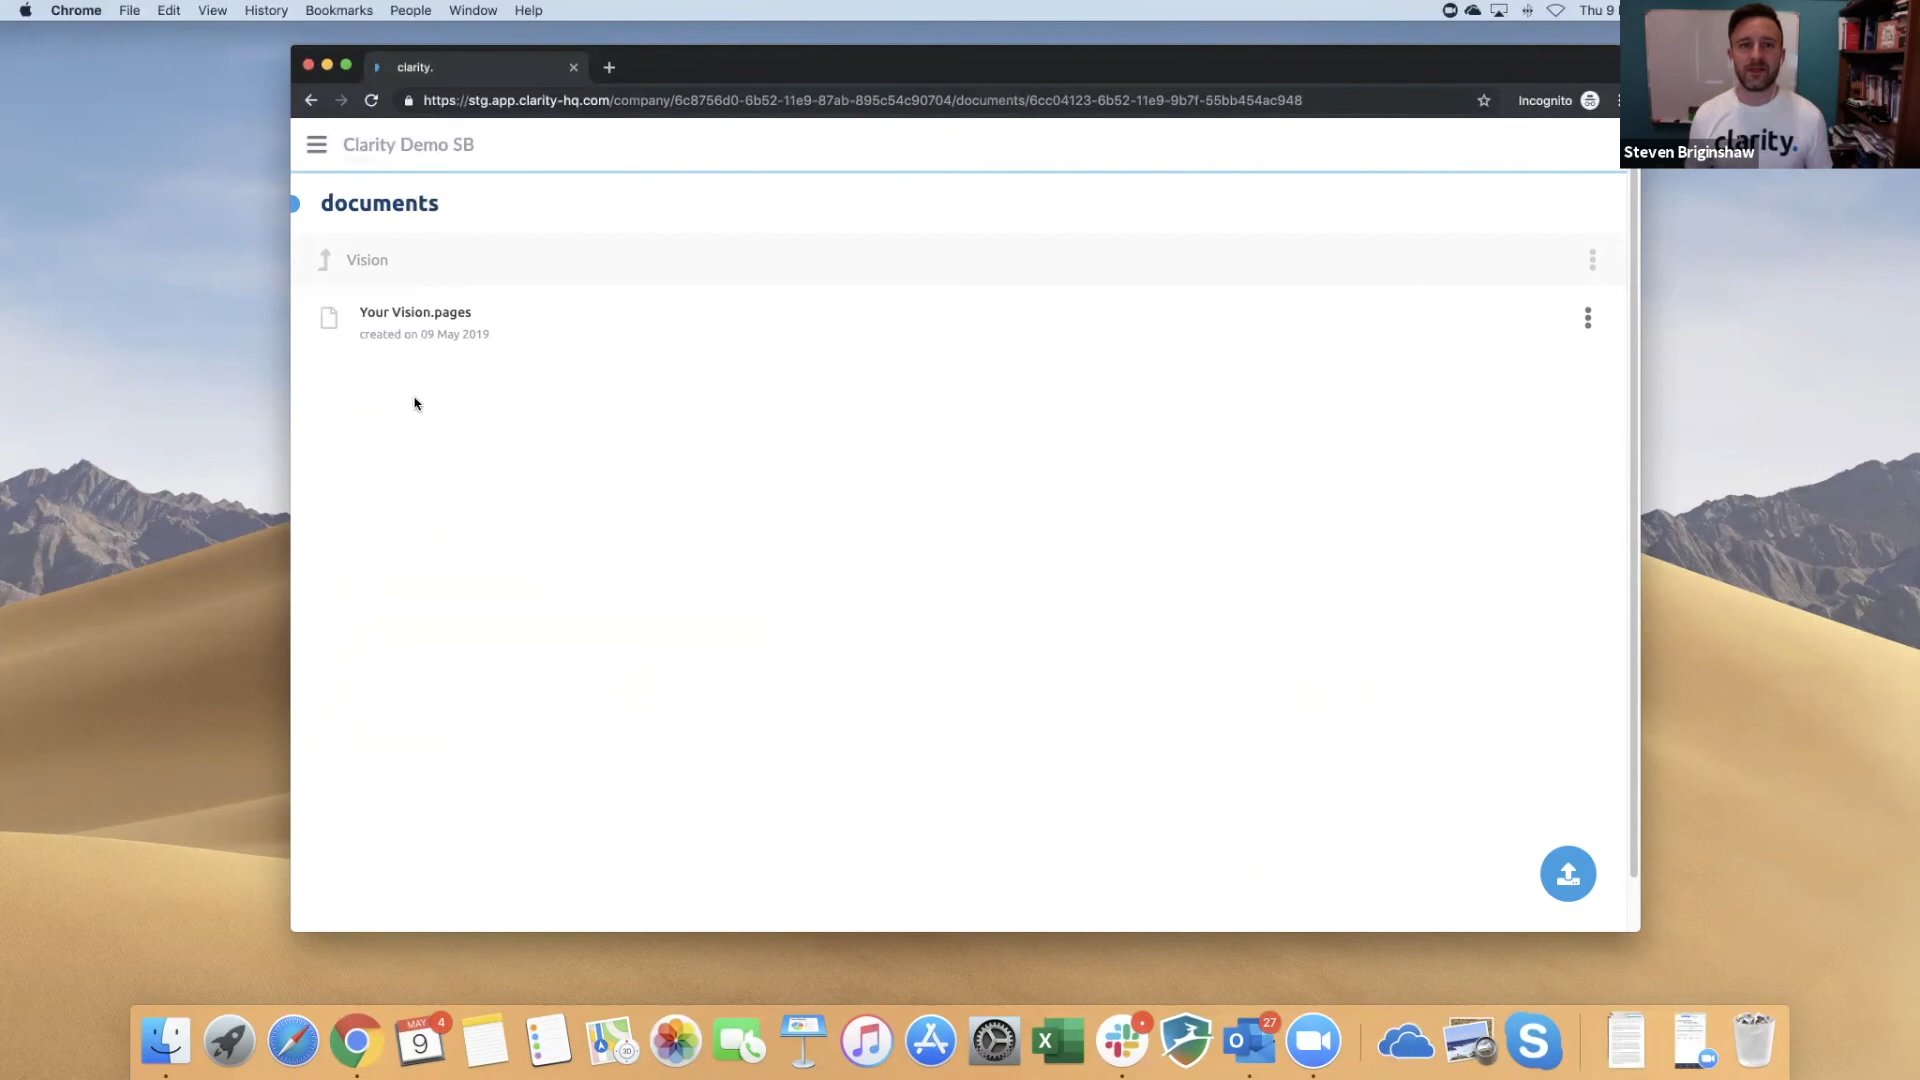 Chrome File Edit View History Bookmarks People Window Help
Thu 9
clarity.
https://stg.app.clarity-hq.com/company/6c8756d0-6b52-11e9-87ab-895c54c90704/documents/6cc04123-6b52-11e9-9b7f-55bb454ac948
Incognito
Clarity Demo SB
clarity.
Steven Briginshaw
documents
Vision
Your Vision.pages
created on 09 May 2019
MAY
9
4
27